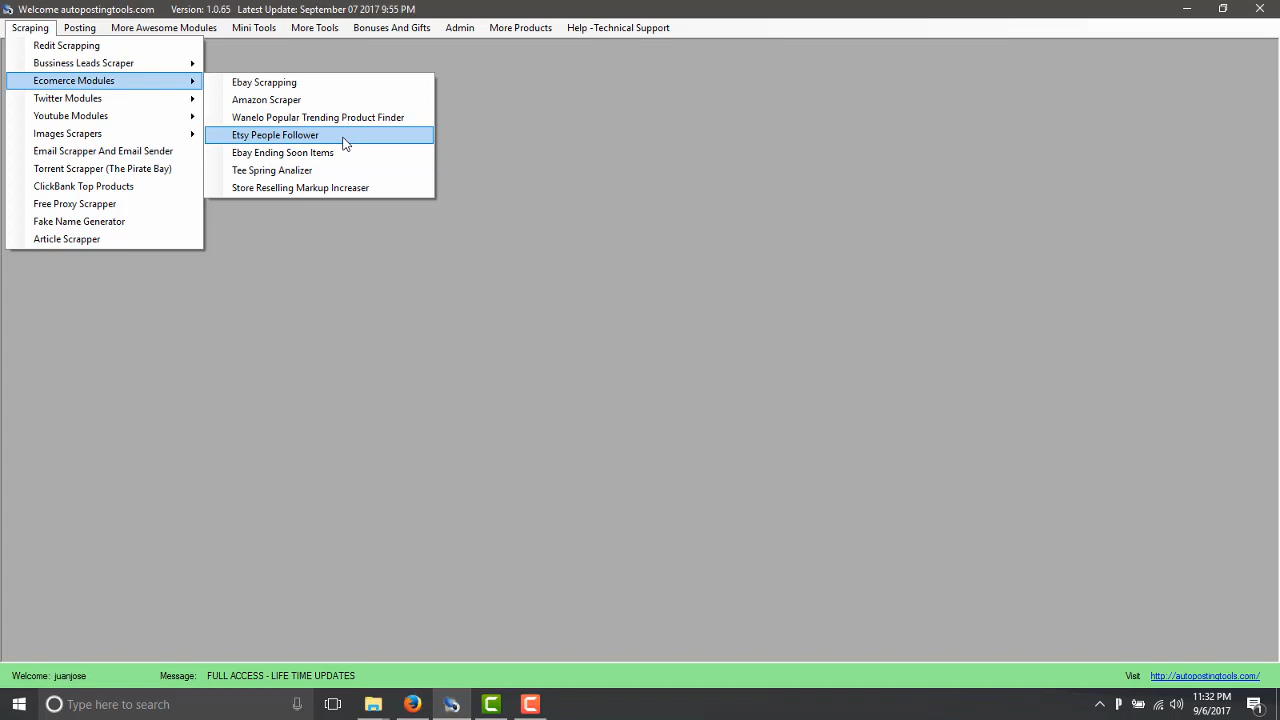 Welcome autopostingtools.com Version: 1.0.65 Latest Update: September 07 2017 9:55 PM
Scraping Posting More Awesome Modules Mini Tools More Tools Bonuses And Gifts Admin More Products Help -Technical Support
Redit Scrapping
Bussiness Leads Scraper
Ecomerce Modules
Twitter Modules
Youtube Modules
Images Scrapers
Email Scrapper And Email Sender
Torrent Scrapper (The Pirate Bay)
ClickBank Top Products
Free Proxy Scrapper
Fake Name Generator
Article Scrapper
Ebay Scrapping
Amazon Scraper
Wanelo Popular Trending Product Finder
Etsy People Follower
Ebay Ending Soon Items
Tee Spring Analizer
Store Reselling Markup Increaser
Welcome: juanjose Message: FULL ACCESS - LIFE TIME UPDATES Visit http://autopostingtools.com/
Type here to search
11:32 PM
9/6/2017